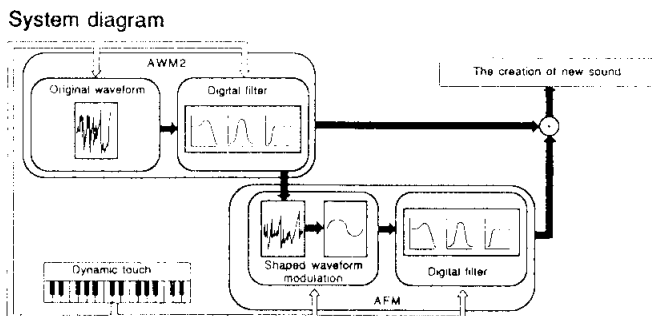 System diagram
AWM2
Original waveform
Digital filter
The creation of new sound
Dynamic touch
Shaped waveform
modulation
Digital filter
AFM